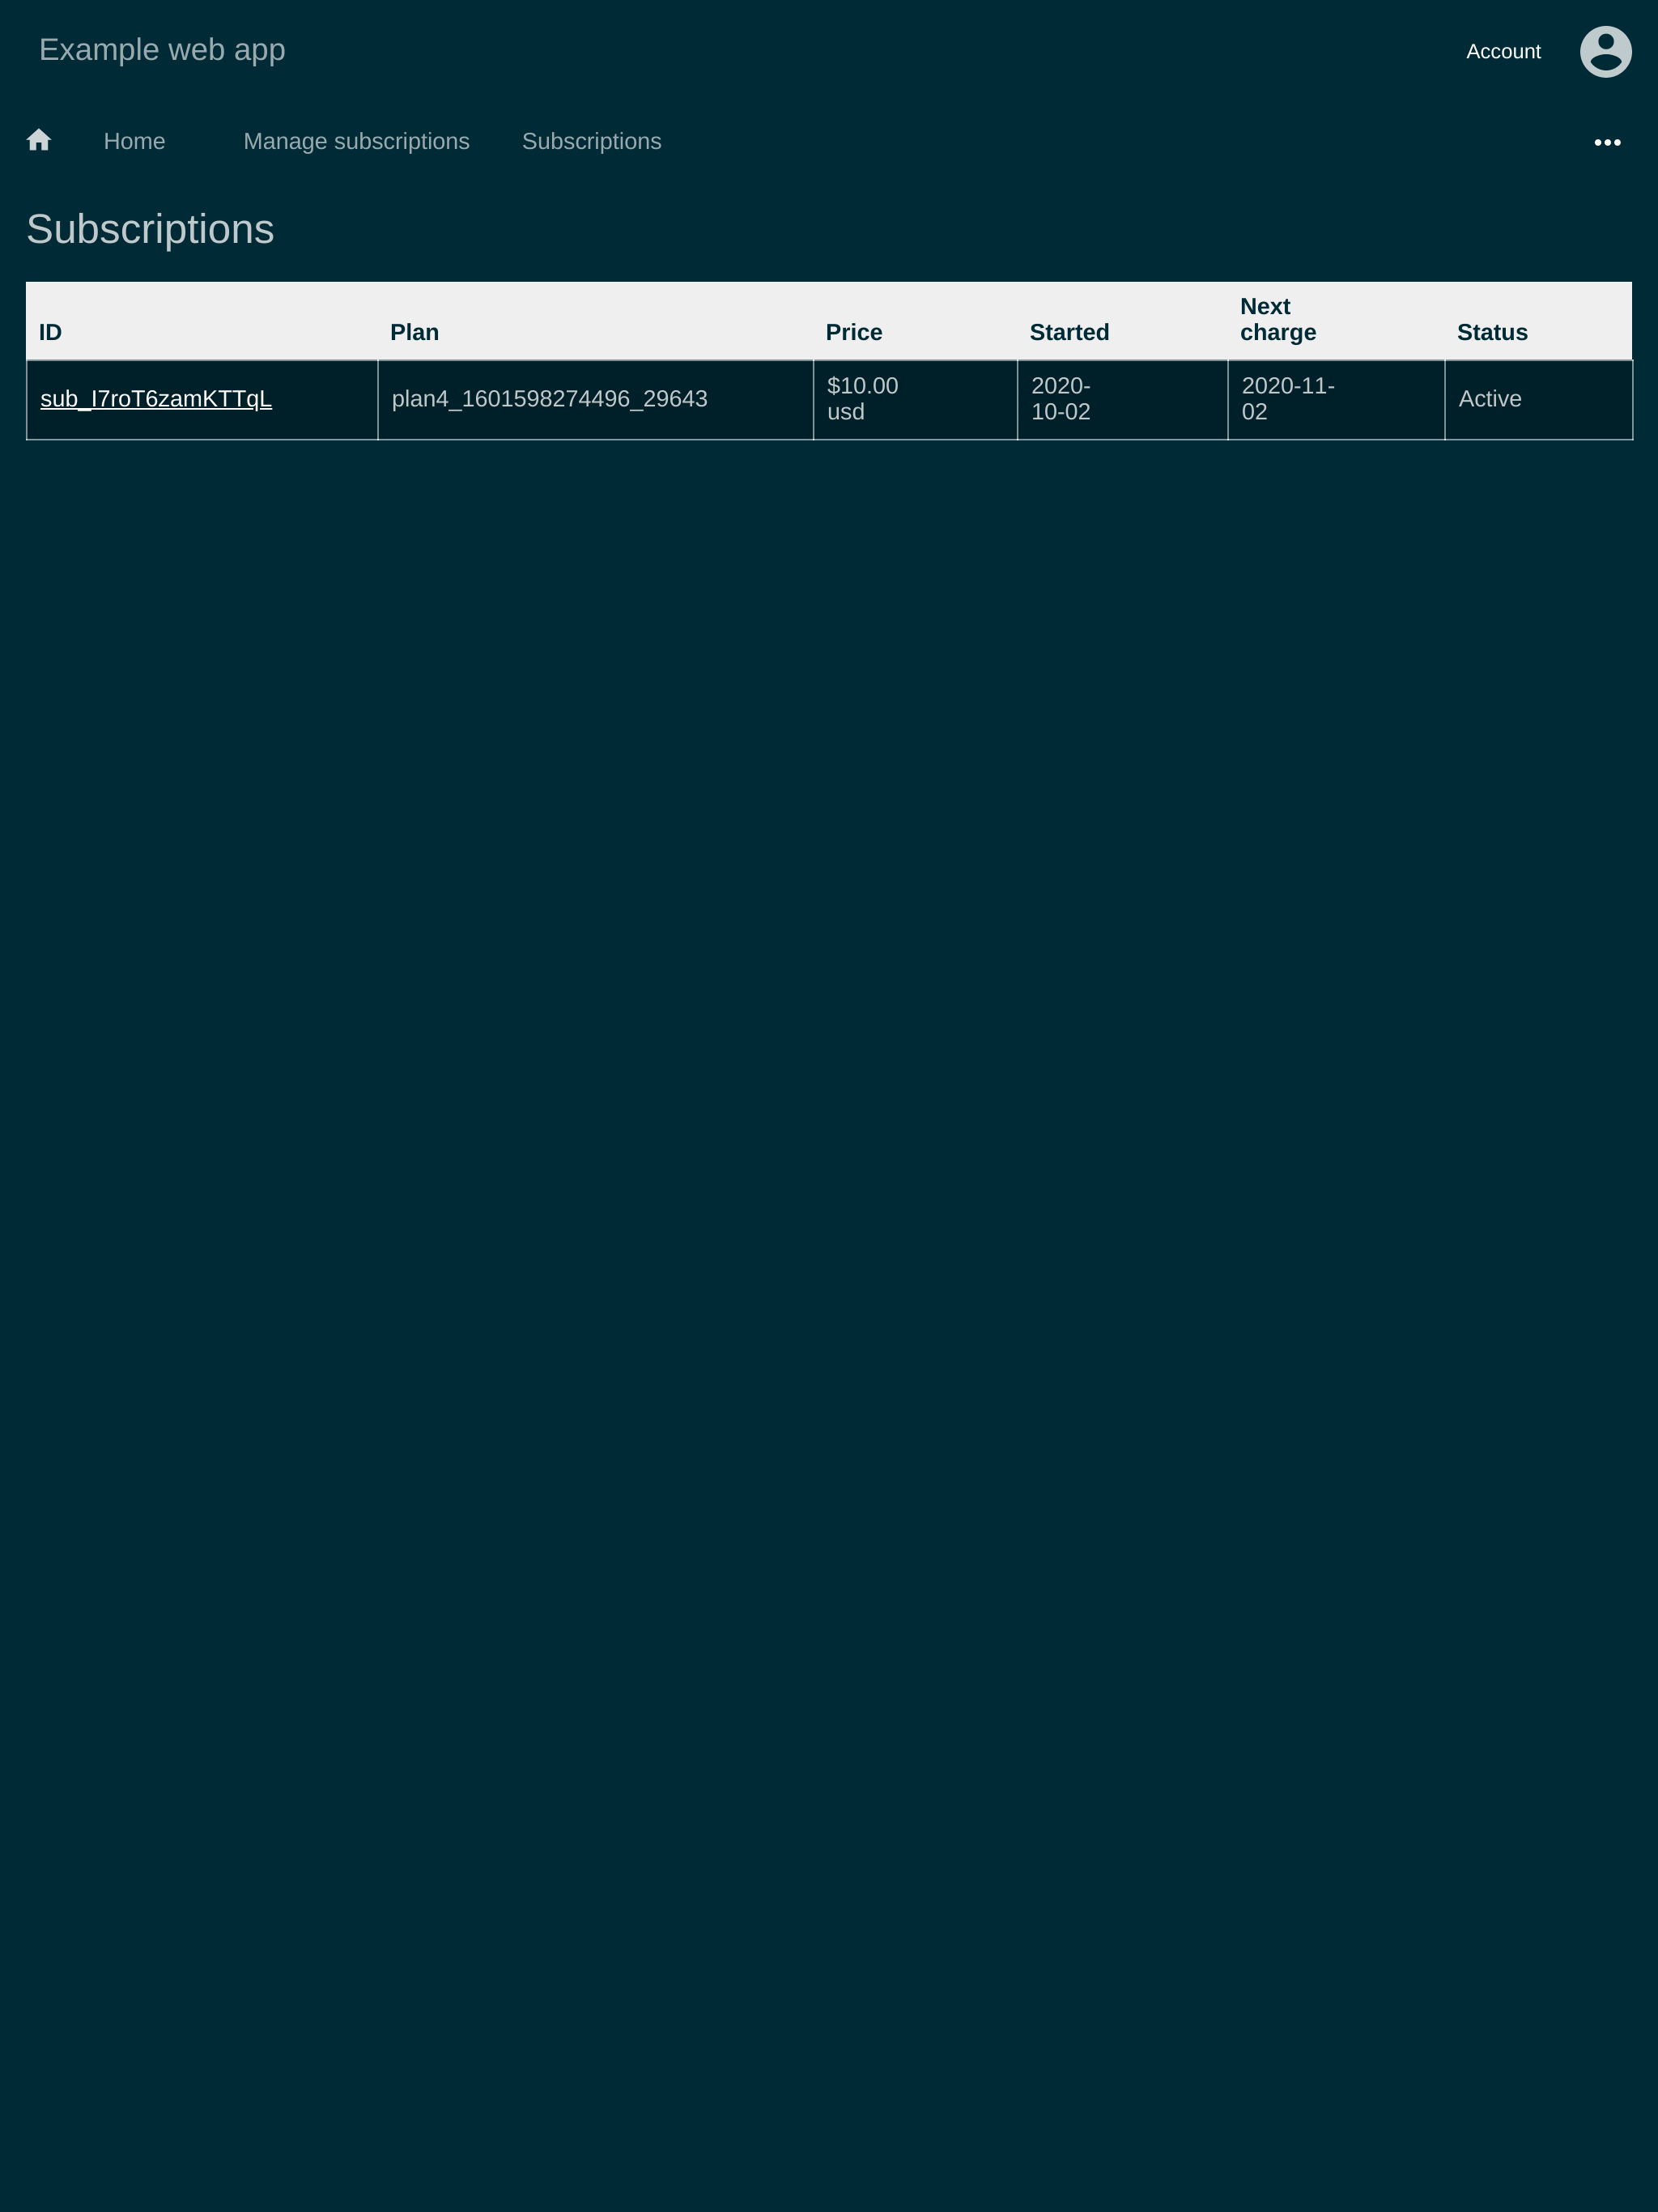 Example web app
Account
Home
Manage subscriptions
Subscriptions
Subscriptions
ID
Plan
Price
Started
Next
charge
Status
sub_I7roT6zamKTTqL
plan4_1601598274496_29643
$10.00
usd
2020-
10-02
2020-11-
02
Active